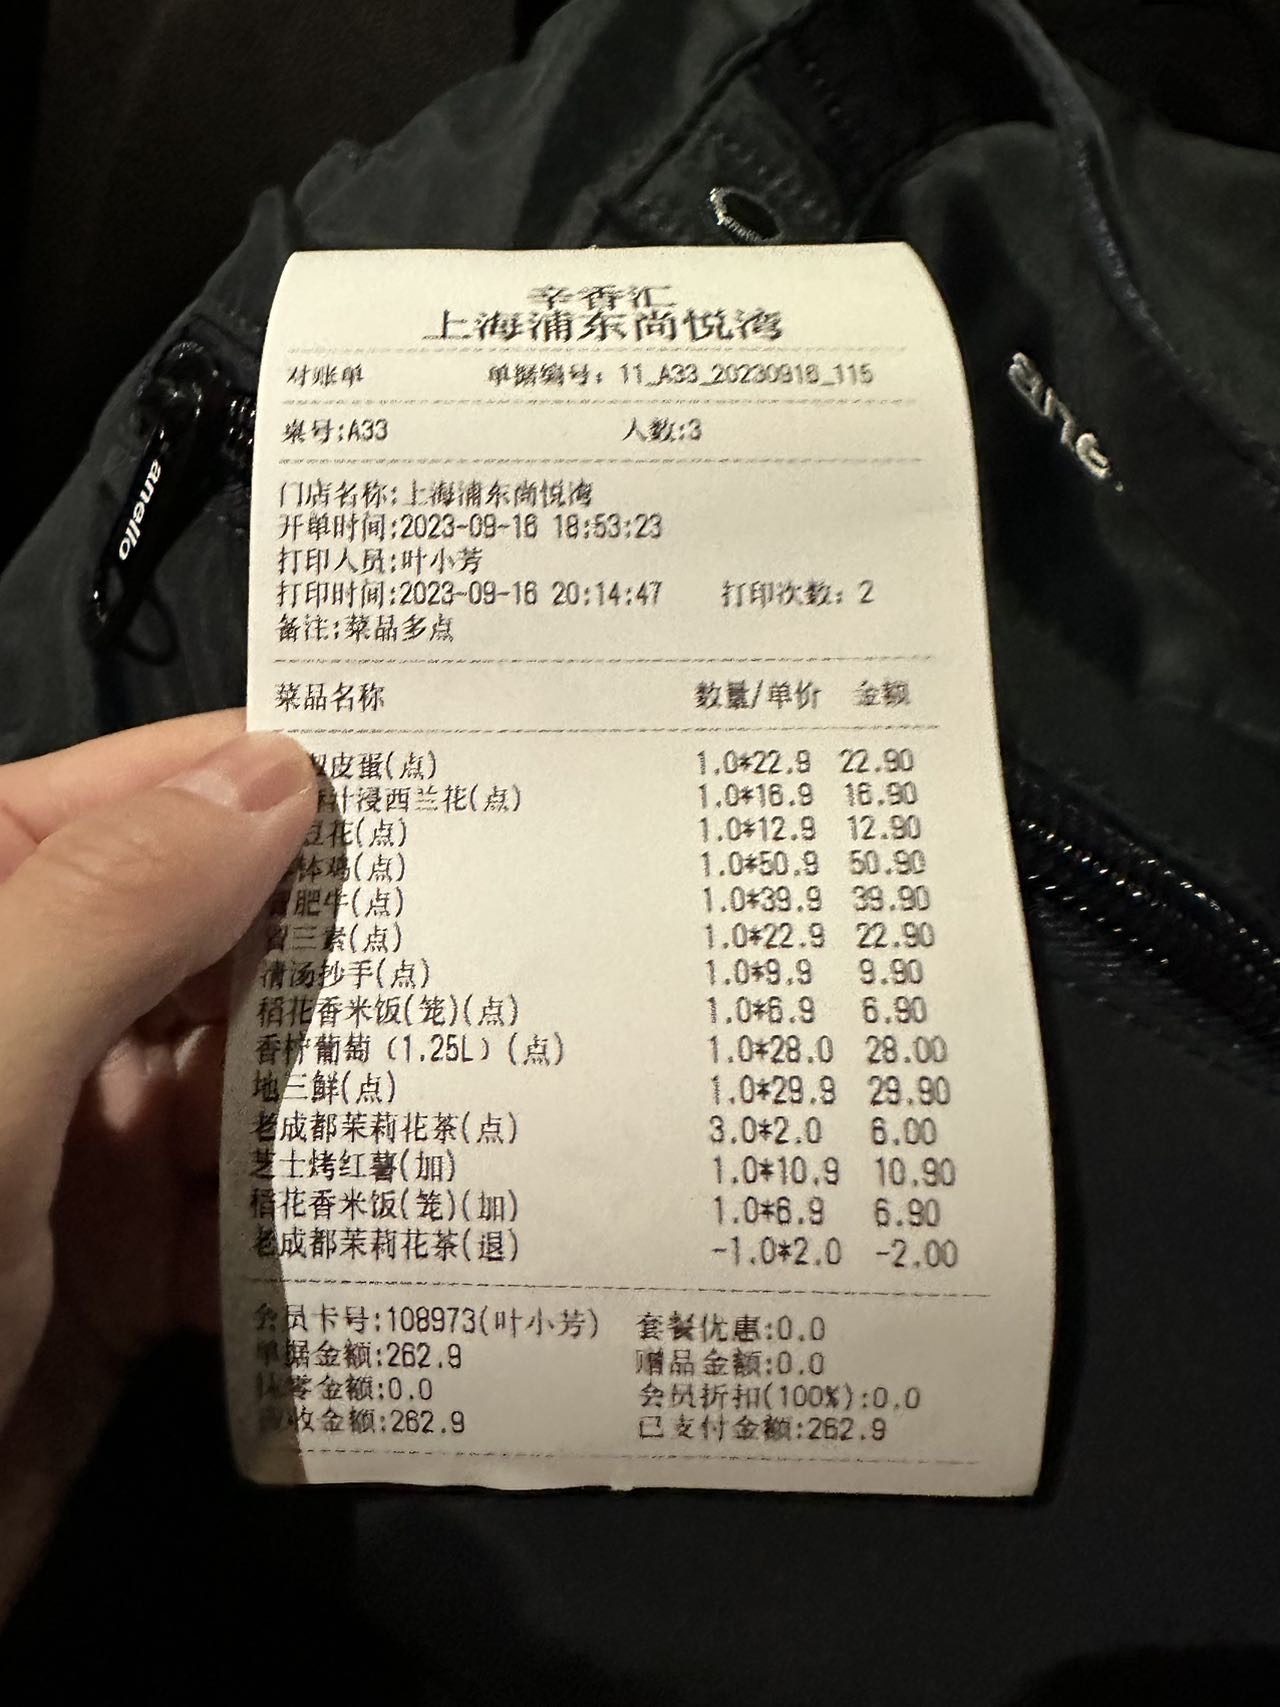 辛香汇
上海浦东尚悦湾
对账单 单据编号: 11_A33_20230916_115
桌号:A33 人数:3
门店名称:上海浦东尚悦湾
开单时间:2023-09-16 18:53:23
打印人员:叶小芳
打印时间:2023-09-16 20:14:47 打印次数: 2
备注:菜品多点
菜品名称 数量/单价 金额
皮蛋(点) 1.0*22.9 22.90
汁浸西兰花(点) 1.0*16.9 16.90
豆花(点) 1.0*12.9 12.90
钵鸡(点) 1.0*50.9 50.90
肥牛(点) 1.0*39.9 39.90
三素(点) 1.0*22.9 22.90
清汤抄手(点) 1.0*9.9 9.90
稻花香米饭(笼)(点) 1.0*6.9 6.90
香柠葡萄（1.25L）(点) 1.0*28.0 28.00
地三鲜(点) 1.0*29.9 29.90
老成都茉莉花茶(点) 3.0*2.0 6.00
芝士烤红薯(加) 1.0*10.9 10.90
稻花香米饭(笼)(加) 1.0*6.9 6.90
老成都茉莉花茶(退) -1.0*2.0 -2.00
会员卡号:108973(叶小芳) 套餐优惠:0.0
单据金额:262.9 赠品金额:0.0
零金额:0.0 会员折扣(100%):0.0
收金额:262.9 已支付金额:262.9
anello
ane